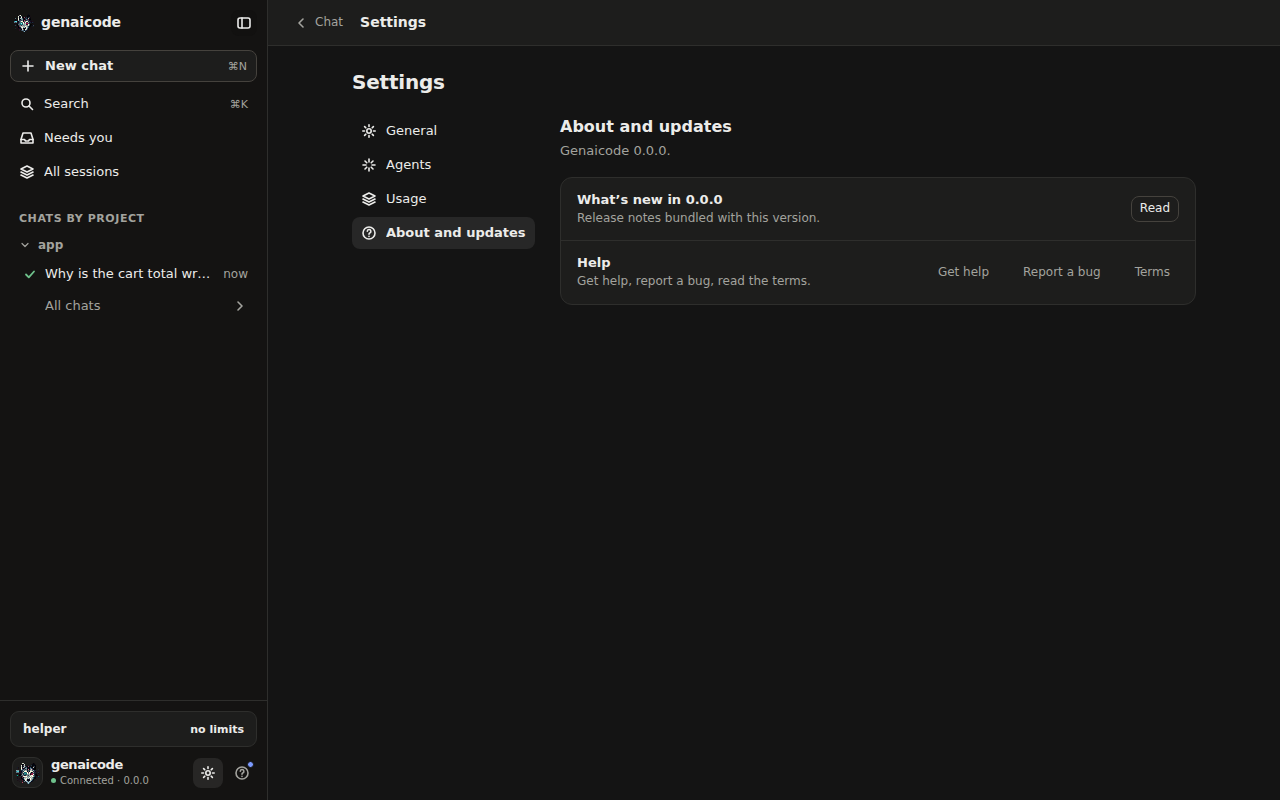 genaicode
New chat ⌘N
Search ⌘K
Needs you
All sessions
CHATS BY PROJECT
app
Why is the cart total wr... now
All chats
helper no limits
genaicode
Connected · 0.0.0
Chat Settings
Settings
General
Agents
Usage
About and updates
About and updates
Genaicode 0.0.0.
What’s new in 0.0.0
Release notes bundled with this version.
Read
Help
Get help, report a bug, read the terms.
Get help Report a bug Terms